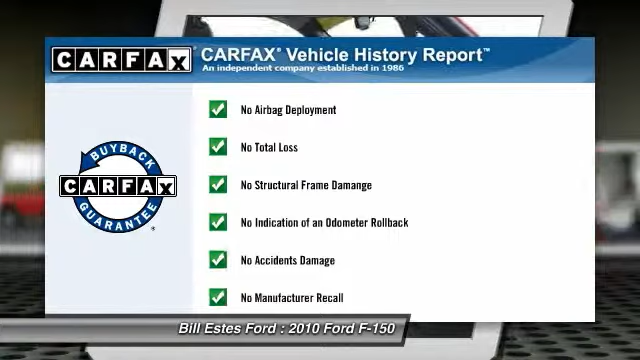 CARFAX CARFAX® Vehicle History Report™
An independent company established in 1986
No Airbag Deployment
No Total Loss
BUYBACK
CARFAX
GUARANTEE
®
No Structural Frame Damange
No Indication of an Odometer Rollback
No Accidents Damage
No Manufacturer Recall
Bill Estes Ford : 2010 Ford F-150